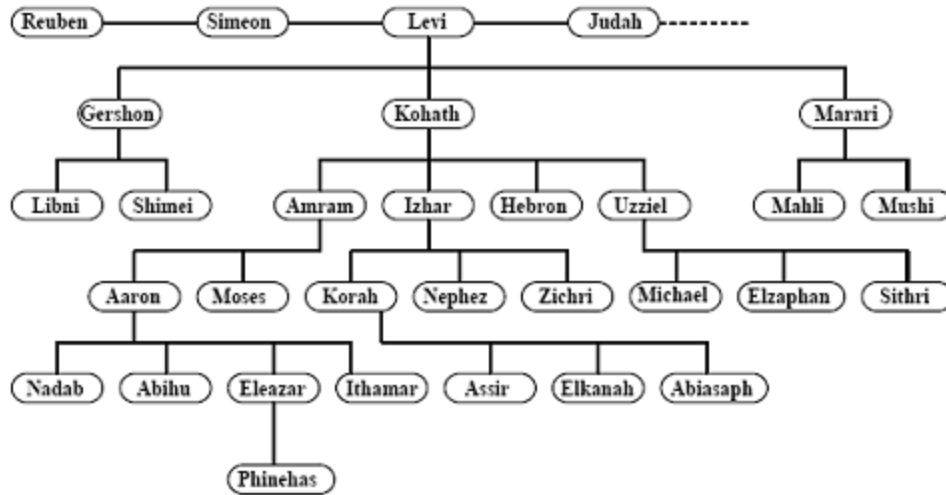 Reuben Simeon Levi Judah
Gershon Kohath Marari
Libni Shimei Amram Izhar Hebron Uzziel Mahli Mushi
Aaron Moses Korah Nephez Zichri Michael Elzaphan Sithri
Nadab Abihu Eleazar Ithamar Assir Elkanah Abiasaph
Phinehas